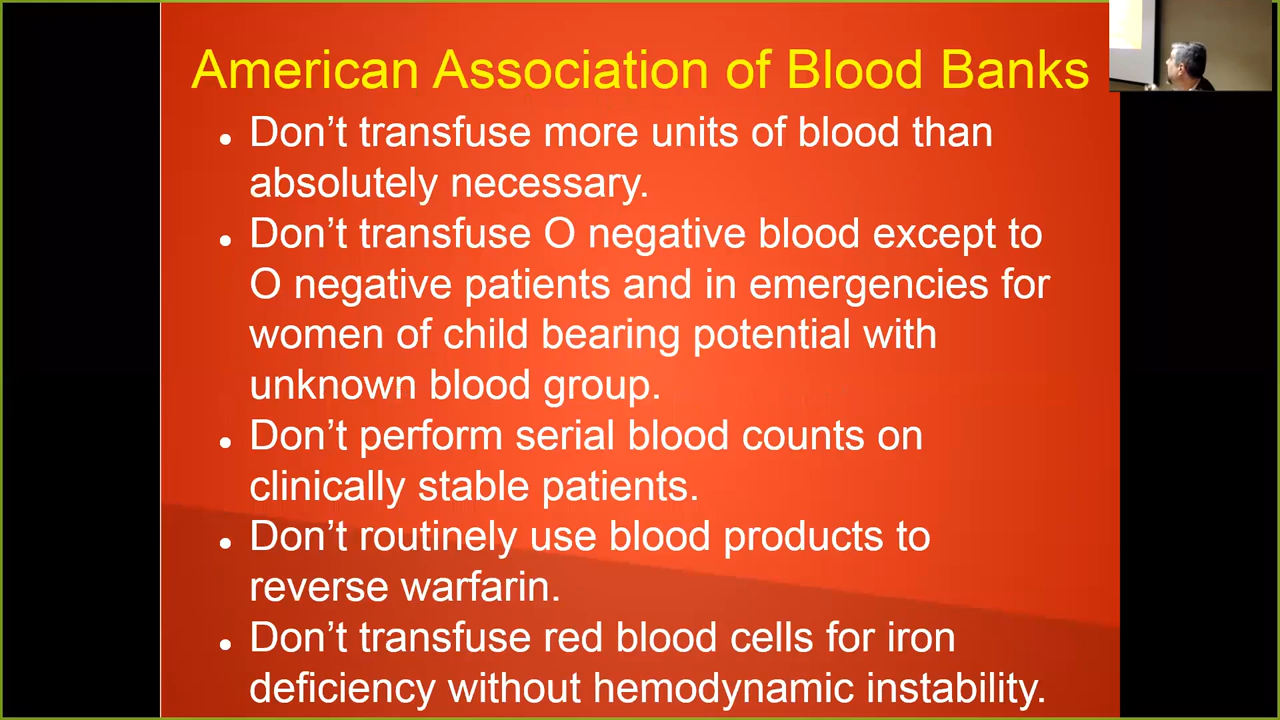 American Association of Blood Banks
• Don’t transfuse more units of blood than
absolutely necessary.
• Don’t transfuse O negative blood except to
O negative patients and in emergencies for
women of child bearing potential with
unknown blood group.
• Don’t perform serial blood counts on
clinically stable patients.
• Don’t routinely use blood products to
reverse warfarin.
• Don’t transfuse red blood cells for iron
deficiency without hemodynamic instability.